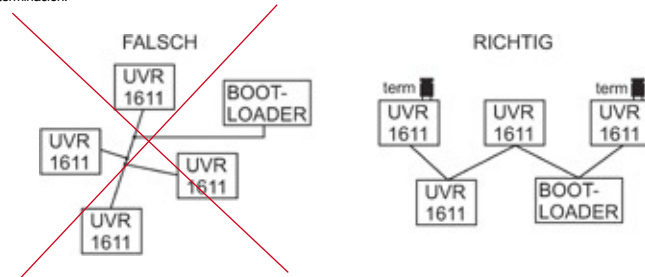 FALSCH
UVR
1611
BOOT-
LOADER
UVR
1611
UVR
1611
UVR
1611
RICHTIG
term
term
UVR
1611
UVR
1611
UVR
1611
UVR
1611
BOOT-
LOADER